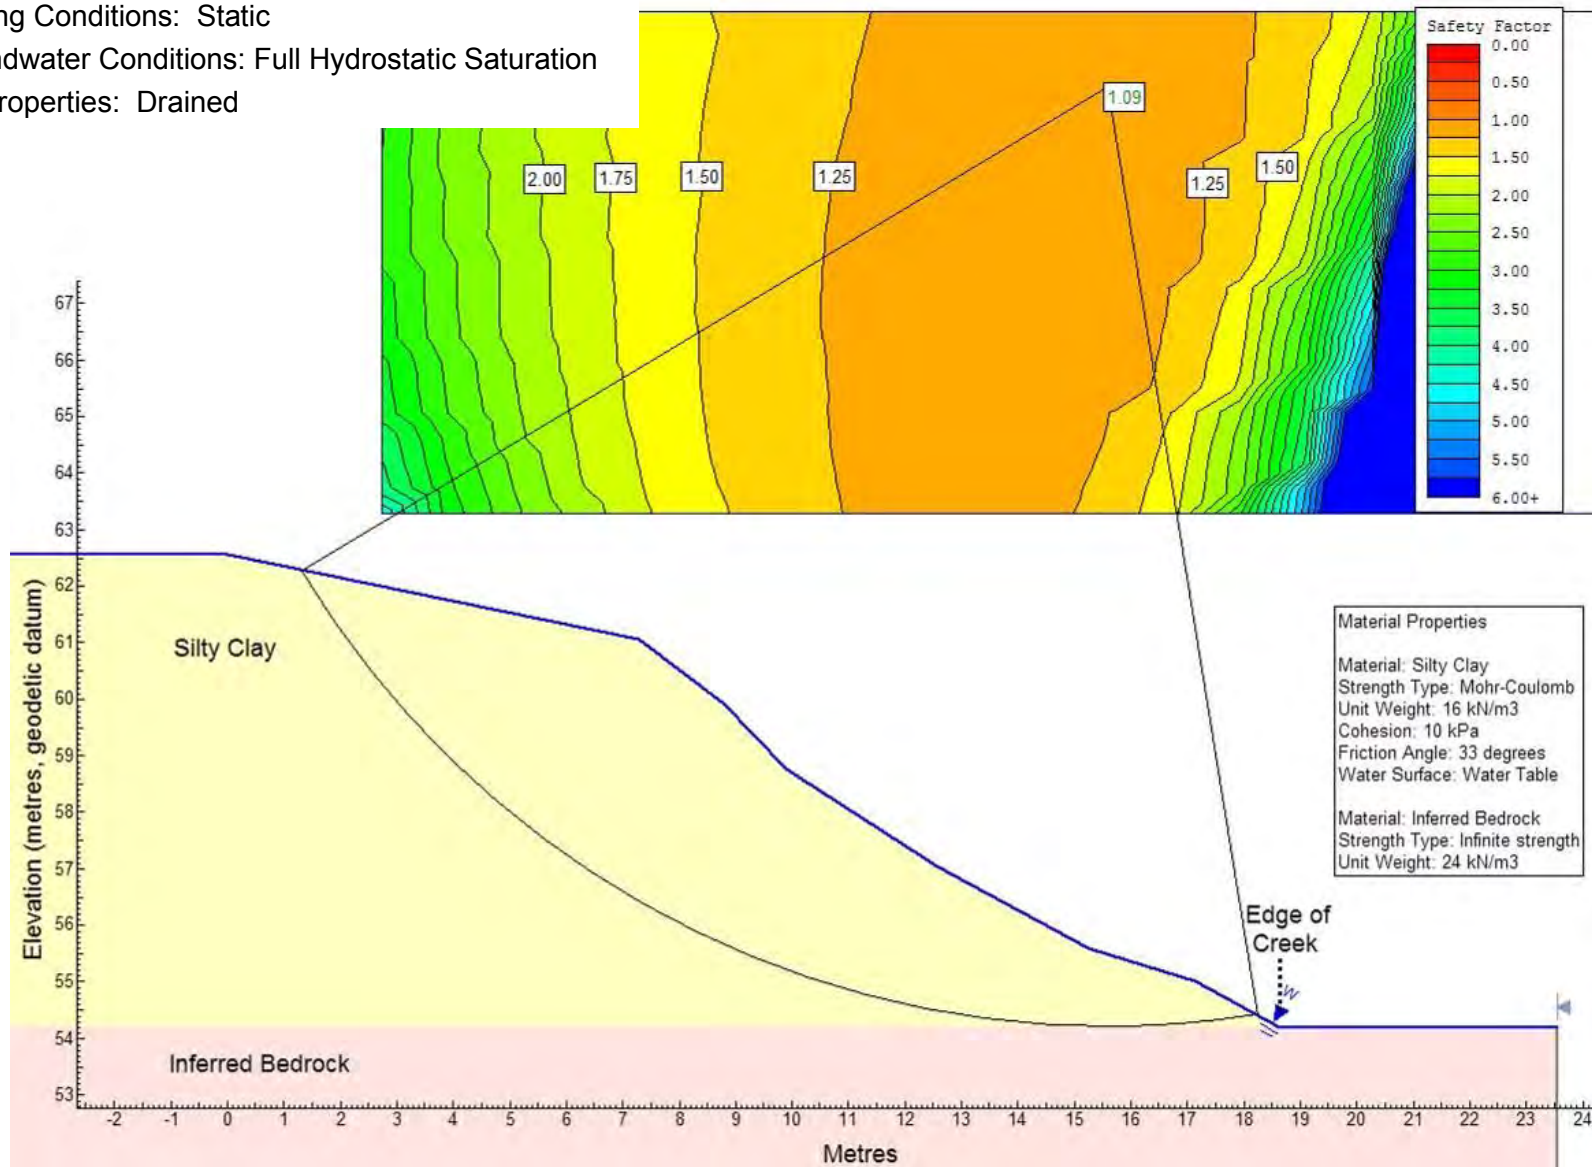 ng Conditions: Static
ndwater Conditions: Full Hydrostatic Saturation
roperties: Drained
Safety Factor
0.00
0.50
1.00
1.50
2.00
2.50
3.00
3.50
4.00
4.50
5.00
5.50
6.00+
1.09
2.00
1.75
1.50
1.25
1.25
1.50
67
66
65
64
63
62
61
60
59
58
57
56
55
54
53
Elevation (metres, geodetic datum)
Silty Clay
Inferred Bedrock
Material Properties
Material: Silty Clay
Strength Type: Mohr-Coulomb
Unit Weight: 16 kN/m3
Cohesion: 10 kPa
Friction Angle: 33 degrees
Water Surface: Water Table
Material: Inferred Bedrock
Strength Type: Infinite strength
Unit Weight: 24 kN/m3
Edge of
Creek
W
-2 -1 0 1 2 3 4 5 6 7 8 9 10 11 12 13 14 15 16 17 18 19 20 21 22 23 24
Metres